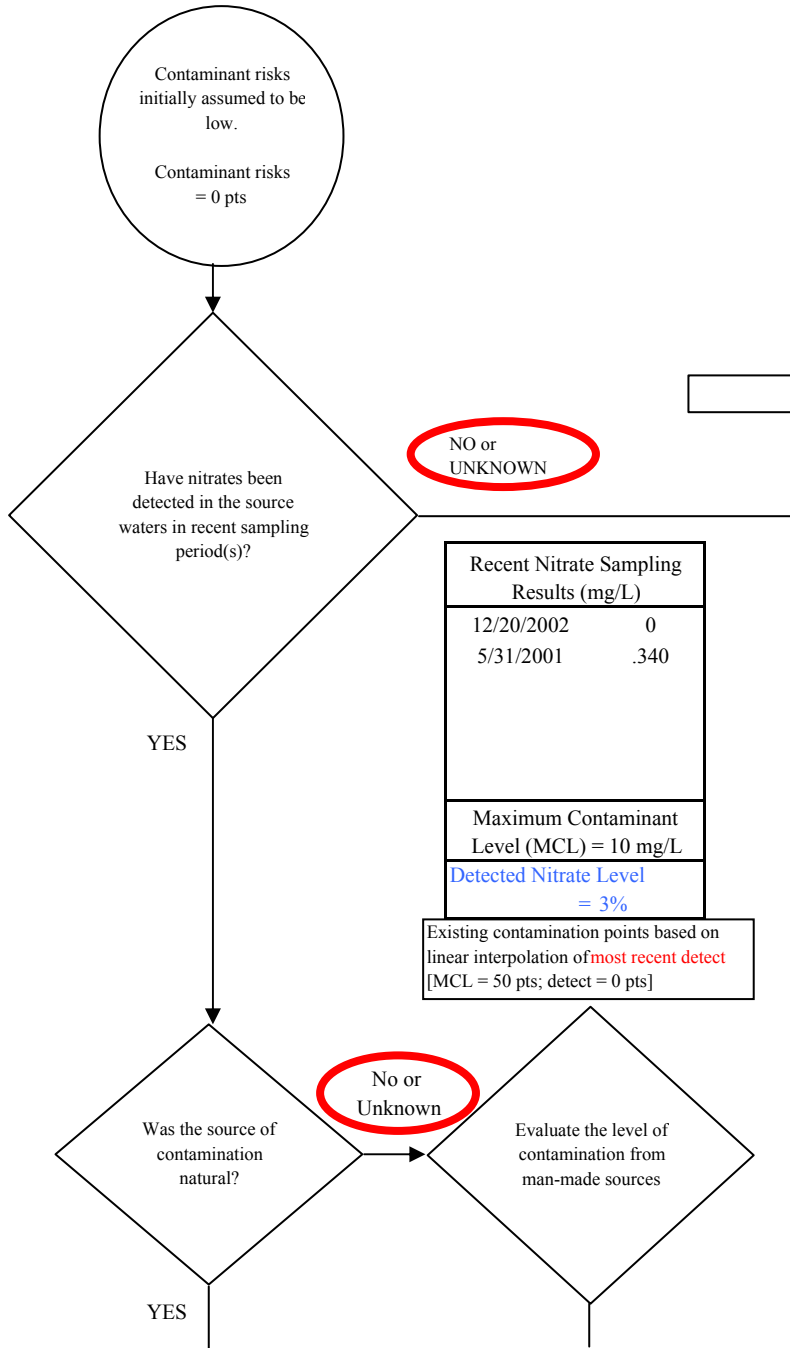 Contaminant risks
initially assumed to be
low.
Contaminant risks
= 0 pts
Have nitrates been
detected in the source
waters in recent sampling
period(s)?
NO or
UNKNOWN
Recent Nitrate Sampling
Results (mg/L)
12/20/2002 0
5/31/2001 .340
Maximum Contaminant
Level (MCL) = 10 mg/L
Detected Nitrate Level
= 3%
Existing contamination points based on
linear interpolation of most recent detect
[MCL = 50 pts; detect = 0 pts]
YES
Was the source of
contamination
natural?
No or
Unknown
Evaluate the level of
contamination from
man-made sources
YES